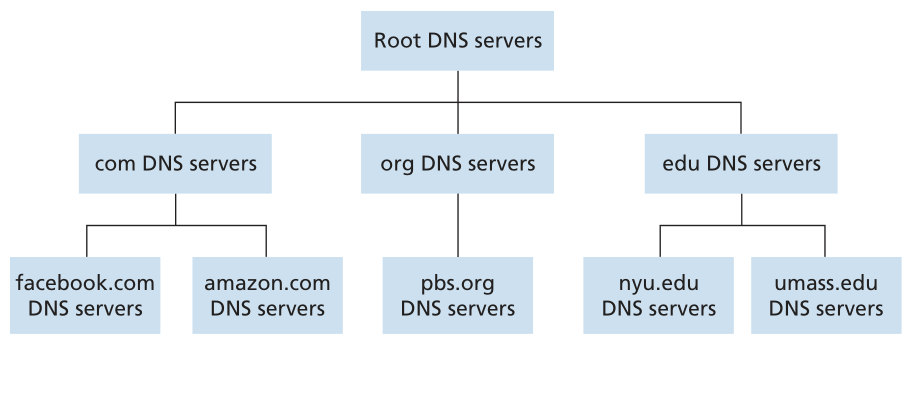 Root DNS servers
com DNS servers
org DNS servers
edu DNS servers
facebook.com
DNS servers
amazon.com
DNS servers
pbs.org
DNS servers
nyu.edu
DNS servers
umass.edu
DNS servers